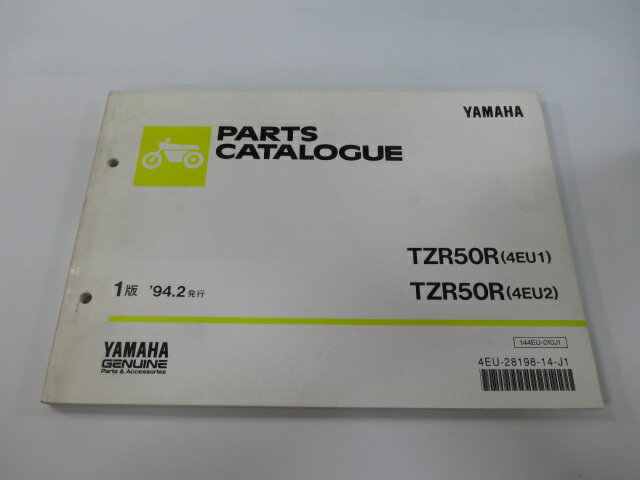 YAMAHA
PARTS
CATALOGUE
TZR50R(4EU1)
1版 '94.2発行
TZR50R(4EU2)
144EU-010J1
YAMAHA
GENUINE
Parts & Accessories
4EU-28198-14-J1